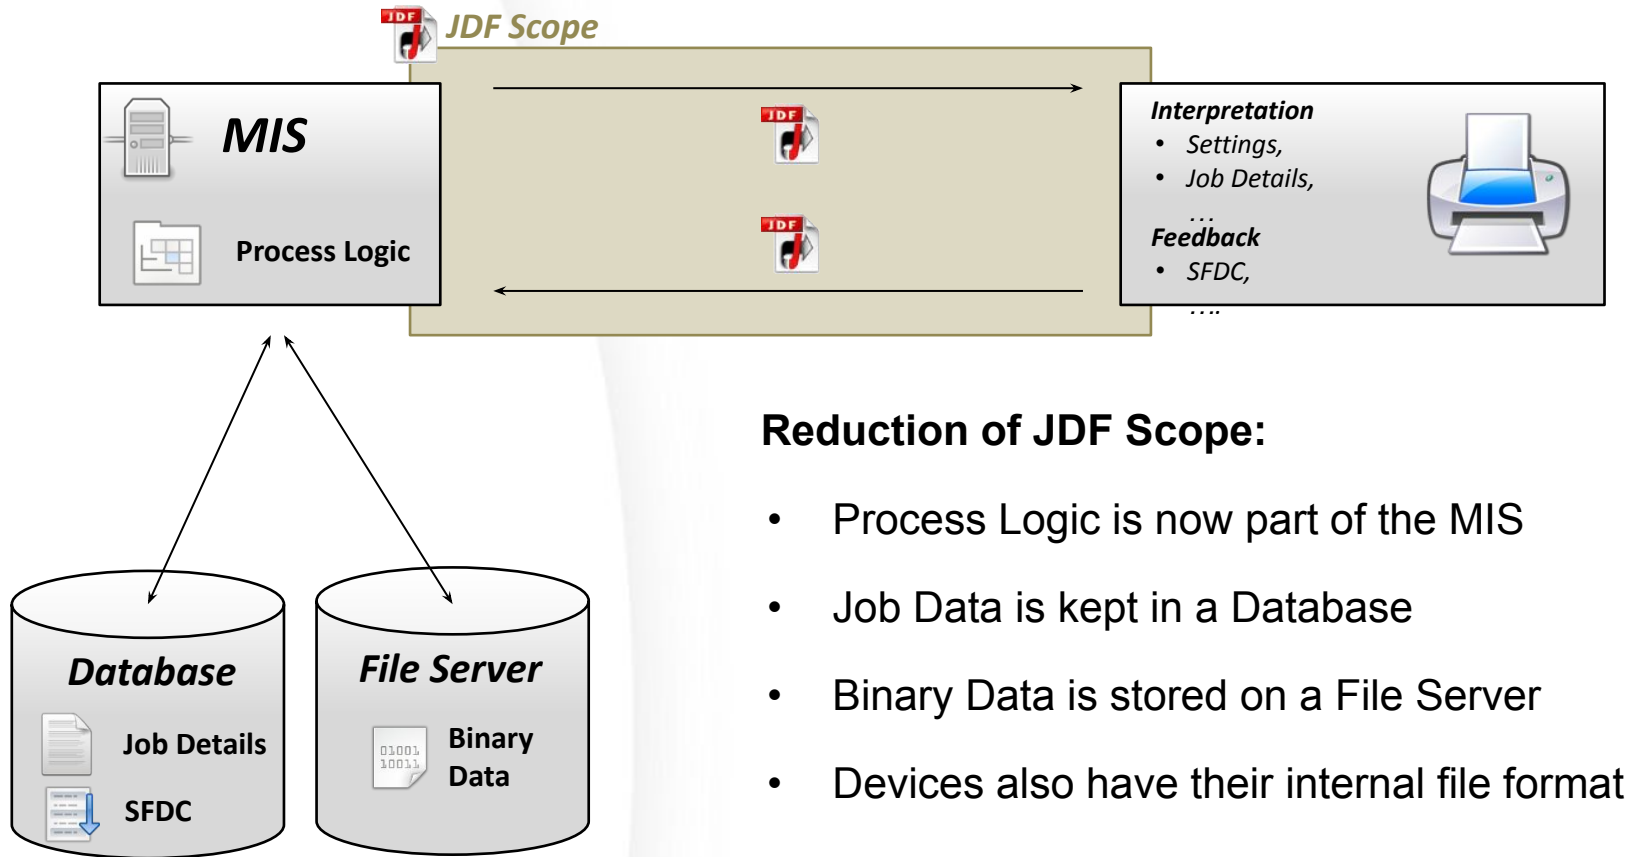 JDF
JDF Scope
MIS
Process Logic
JDF
JDF
Interpretation
• Settings,
• Job Details,
...
Feedback
• SFDC,
....
Database
Job Details
SFDC
File Server
01001
10011
Binary
Data
Reduction of JDF Scope:
• Process Logic is now part of the MIS
• Job Data is kept in a Database
• Binary Data is stored on a File Server
• Devices also have their internal file format